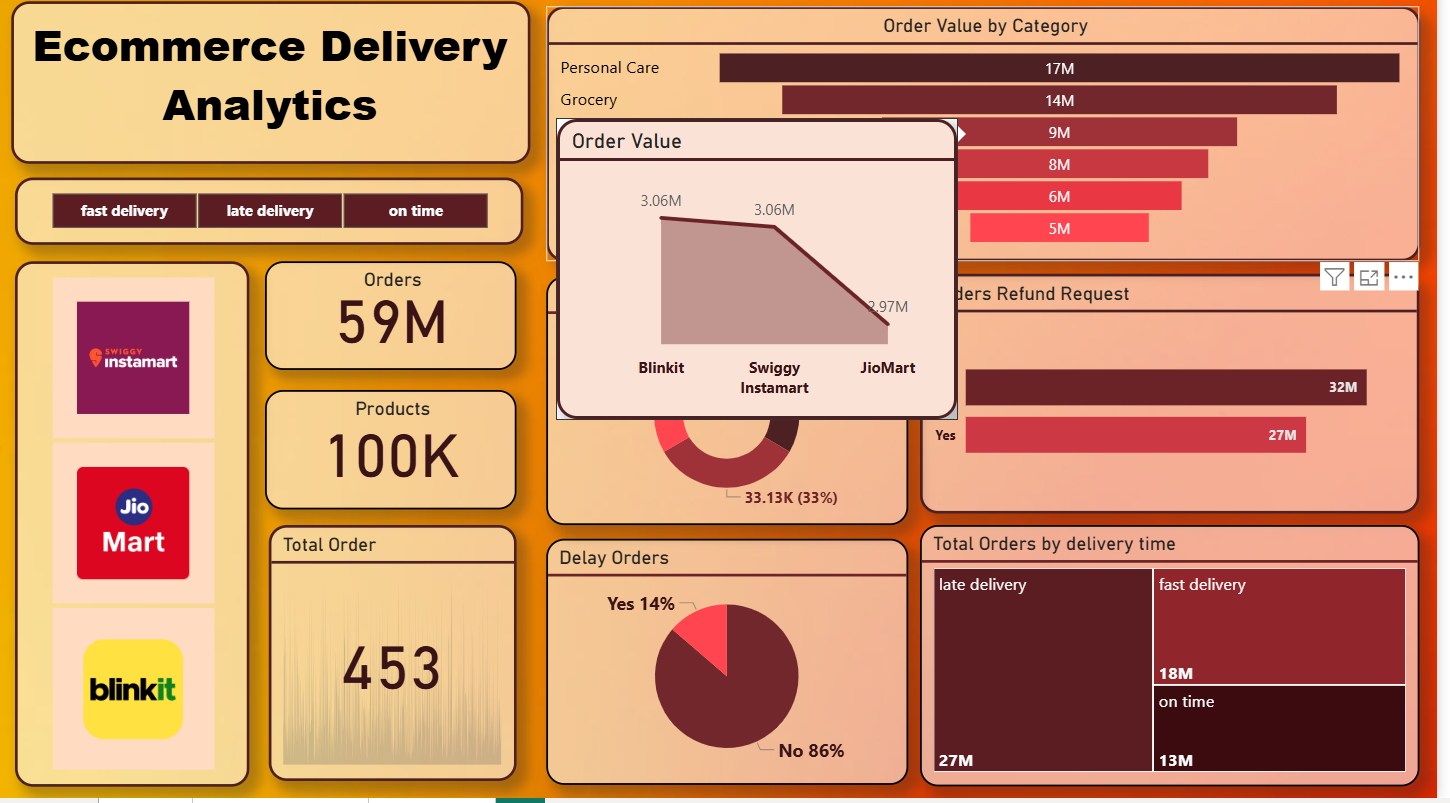 Ecommerce Delivery
Analytics
fast delivery
late delivery
on time
SWIGGY
instamart
Jio
Mart
blinkit
Orders
59M
Products
100K
Total Order
453
Order Value by Category
Personal Care
17M
Grocery
14M
9M
8M
6M
5M
Order Value
3.06M
3.06M
2.97M
Blinkit
Swiggy
Instamart
JioMart
33.13K (33%)
Refund Request
32M
Yes
27M
Delay Orders
Yes 14%
No 86%
Total Orders by delivery time
late delivery
27M
fast delivery
18M
on time
13M